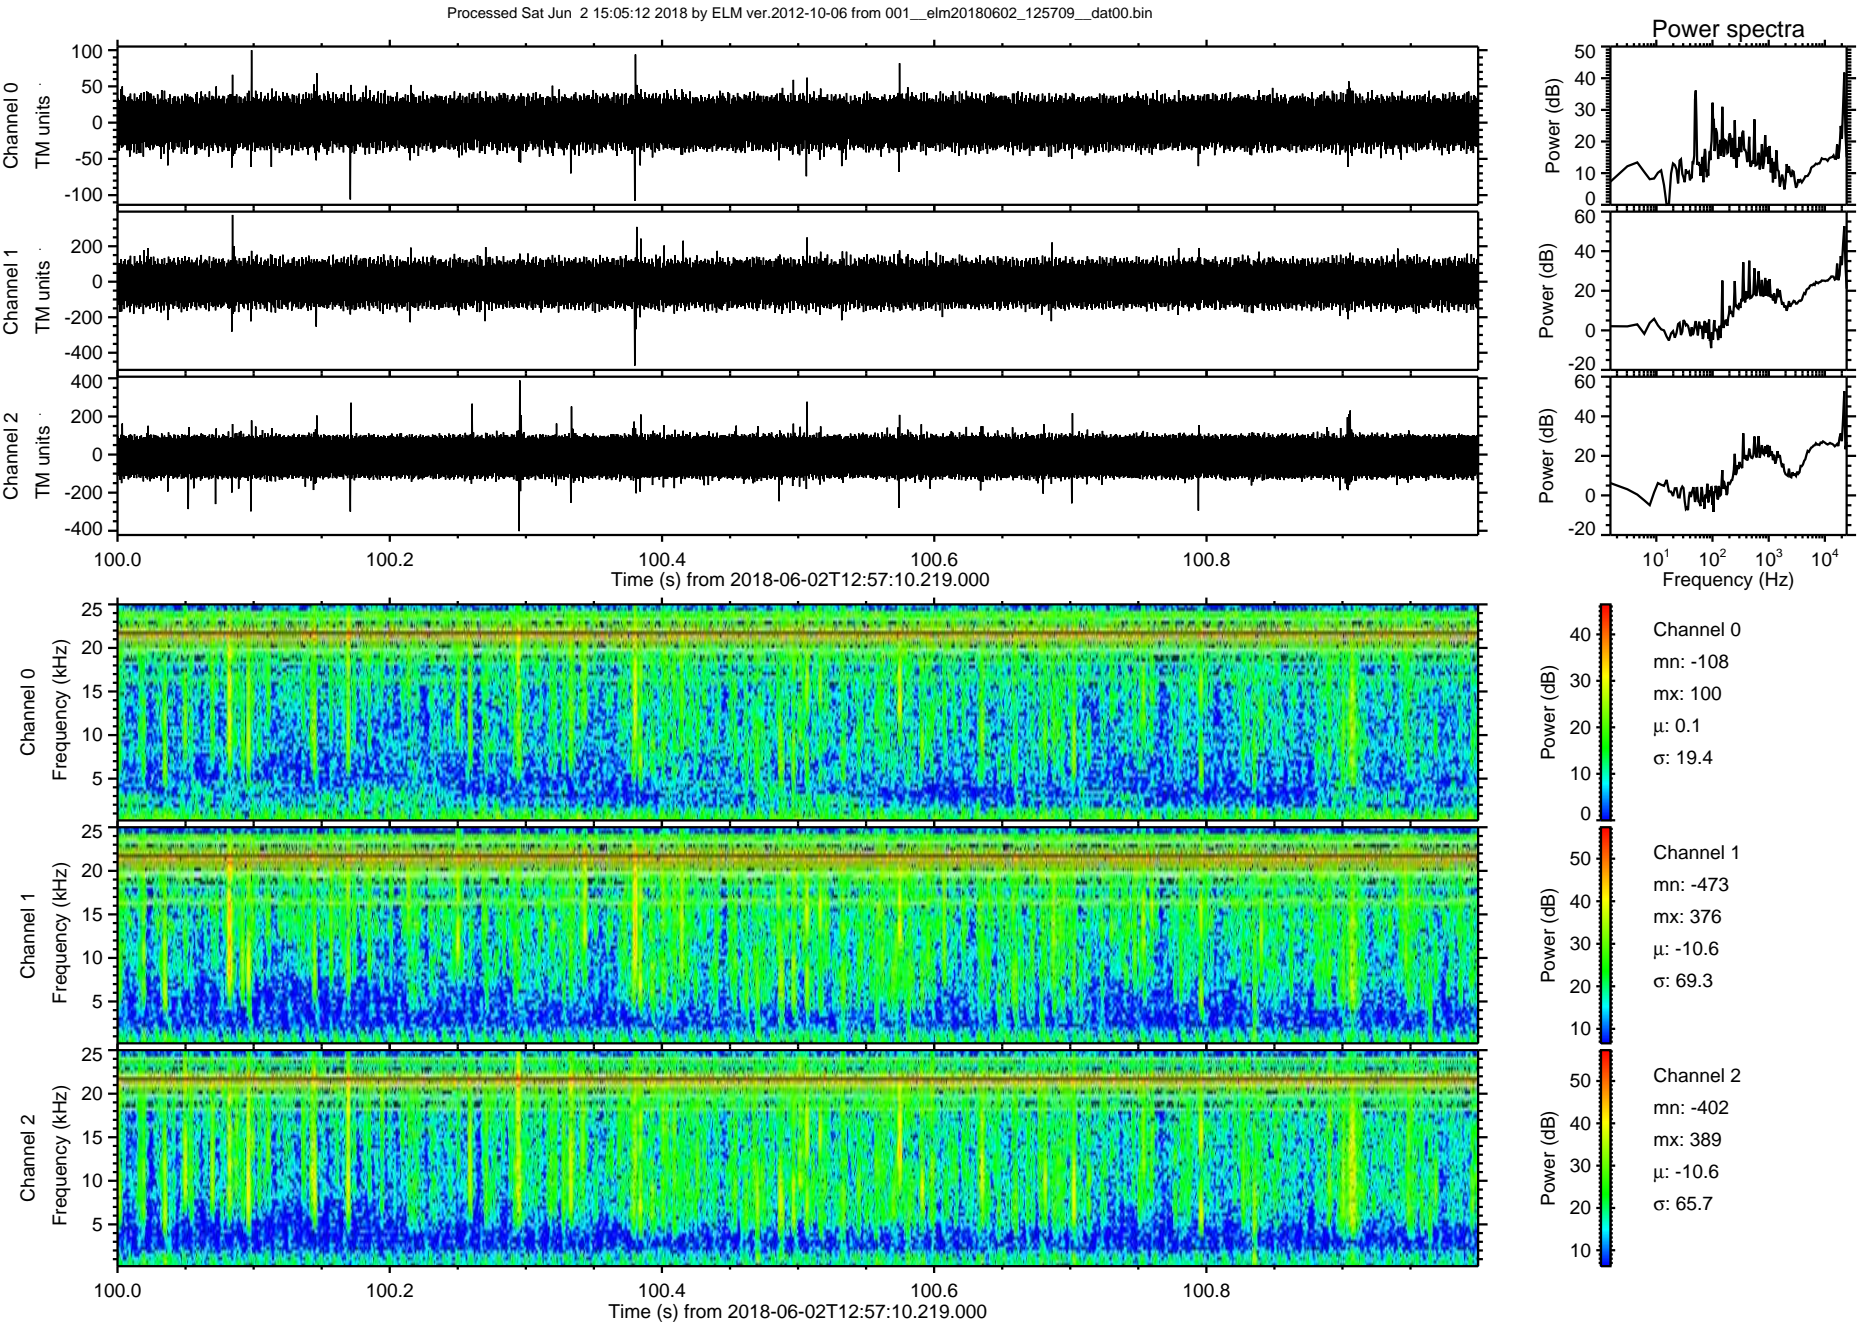 Processed Sat Jun 2 15:05:12 2018 by ELM ver.2012-10-06 from 001__elm20180602_125709__dat00.bin
Power spectra
Channel 0
TM units
100
50
0
-50
-100
Power (dB)
50
40
30
20
10
0
Channel 1
TM units
200
0
-200
-400
Power (dB)
60
40
20
0
-20
Channel 2
TM units
400
200
0
-200
-400
Power (dB)
60
40
20
0
-20
100.0 100.2 100.4 100.6 100.8
Time (s) from 2018-06-02T12:57:10.219.000
10^1 10^2 10^3 10^4
Frequency (Hz)
Channel 0
Frequency (kHz)
25
20
15
10
5
Power (dB)
40
30
20
10
0
Channel 0
mn: -108
mx: 100
μ: 0.1
σ: 19.4
Channel 1
Frequency (kHz)
25
20
15
10
5
Power (dB)
50
40
30
20
10
Channel 1
mn: -473
mx: 376
μ: -10.6
σ: 69.3
Channel 2
Frequency (kHz)
25
20
15
10
5
Power (dB)
50
40
30
20
10
Channel 2
mn: -402
mx: 389
μ: -10.6
σ: 65.7
100.0 100.2 100.4 100.6 100.8
Time (s) from 2018-06-02T12:57:10.219.000